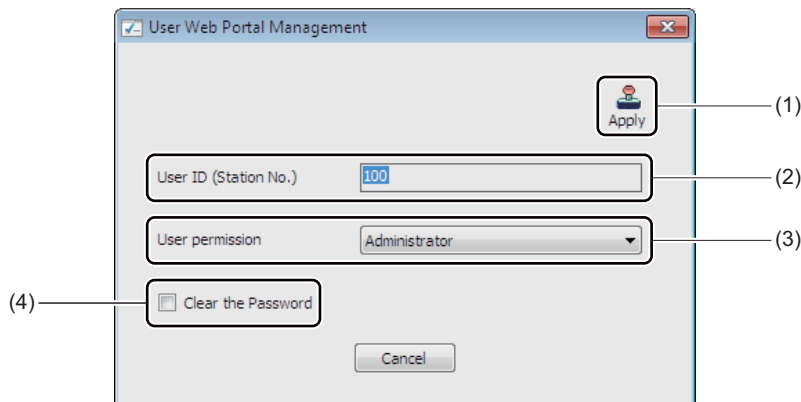 User Web Portal Management
Apply
(1)
User ID (Station No.)
100
(2)
User permission
Administrator
(3)
(4)
Clear the Password
Cancel